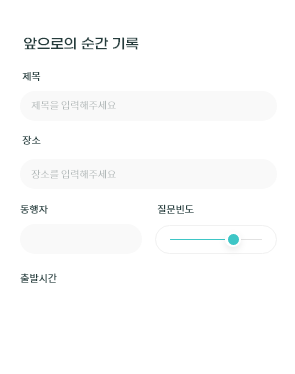 앞으로의 순간 기록
제목
제목을 입력해주세요
장소
장소를 입력해주세요
동행자
질문빈도
출발시간